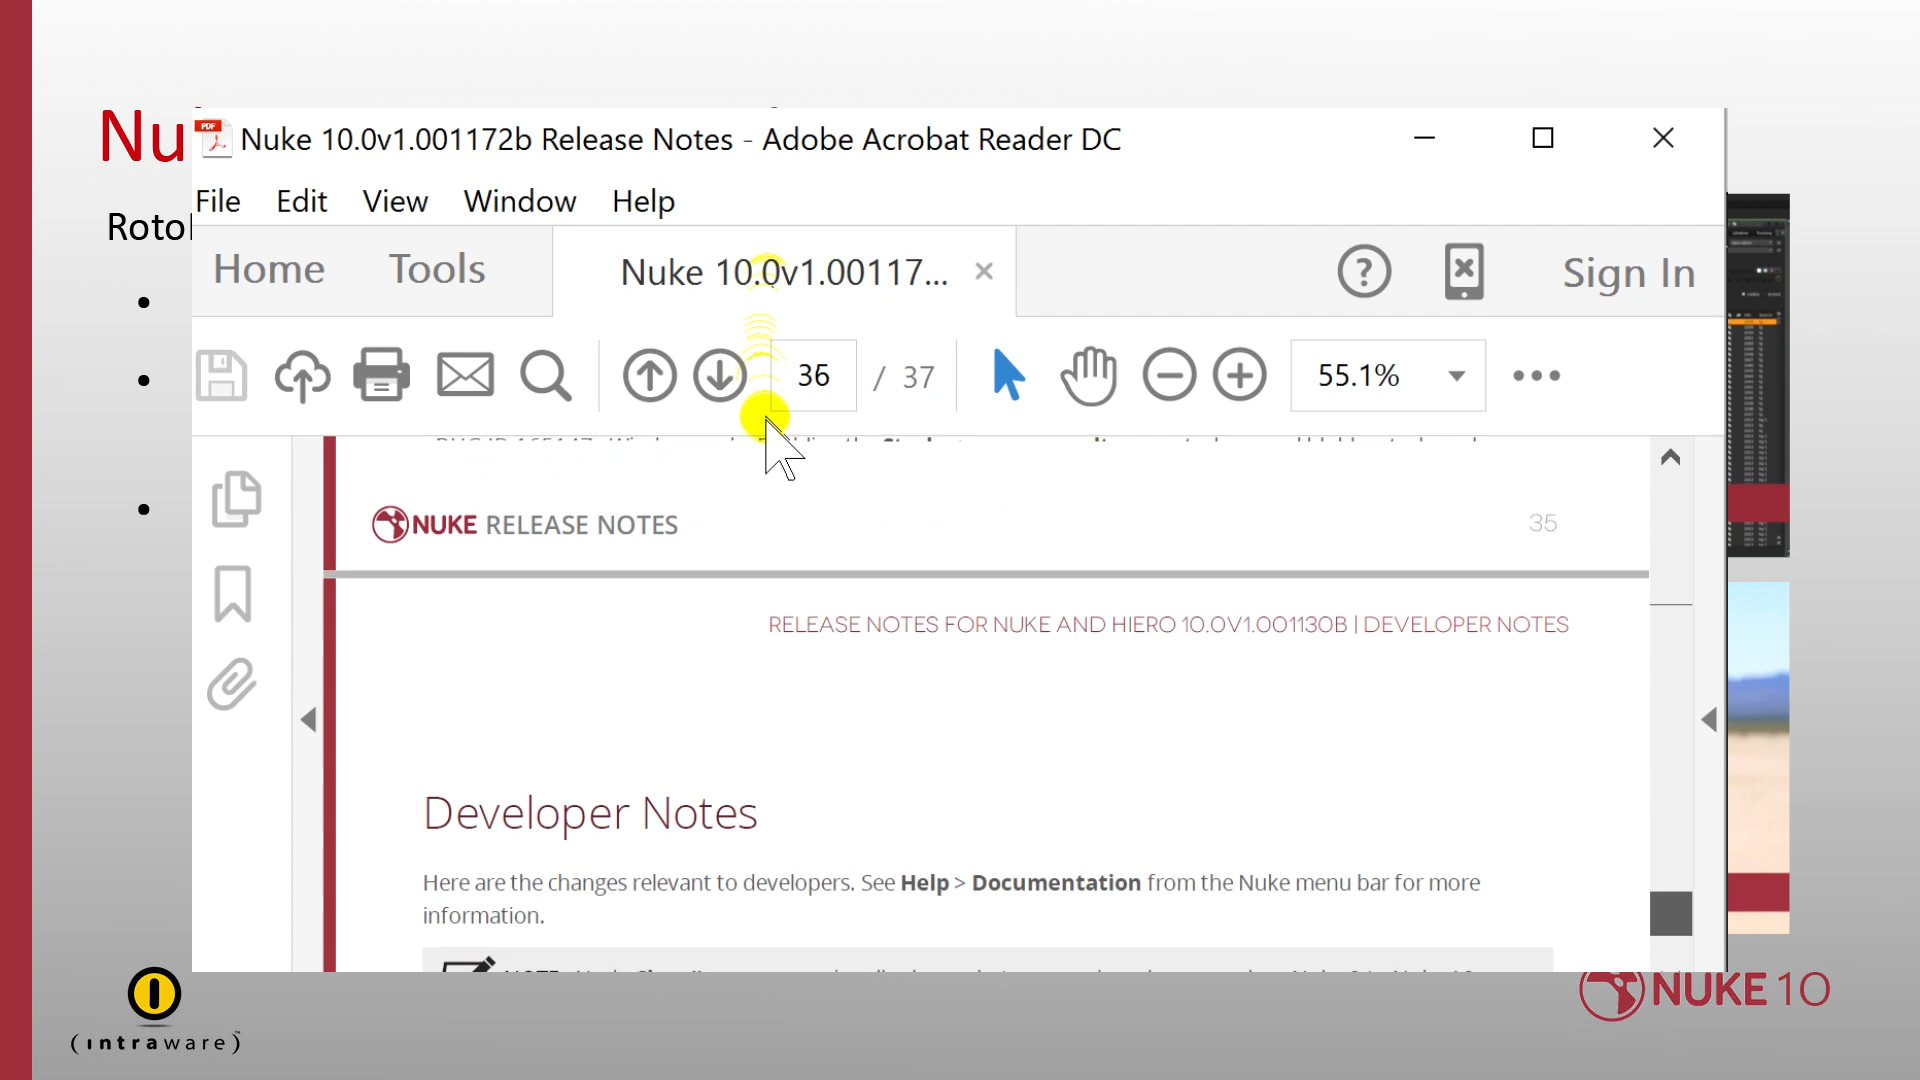 Nu
Nuke 10.0v1.001172b Release Notes - Adobe Acrobat Reader DC
File Edit View Window Help
Roto
Home Tools Nuke 10.0v1.00117... Sign In
36 / 37 55.1%
NUKE RELEASE NOTES 35
RELEASE NOTES FOR NUKE AND HIERO 10.0V1.001130B | DEVELOPER NOTES
Developer Notes
Here are the changes relevant to developers. See Help > Documentation from the Nuke menu bar for more
information.
(intraware)™
NUKE 10